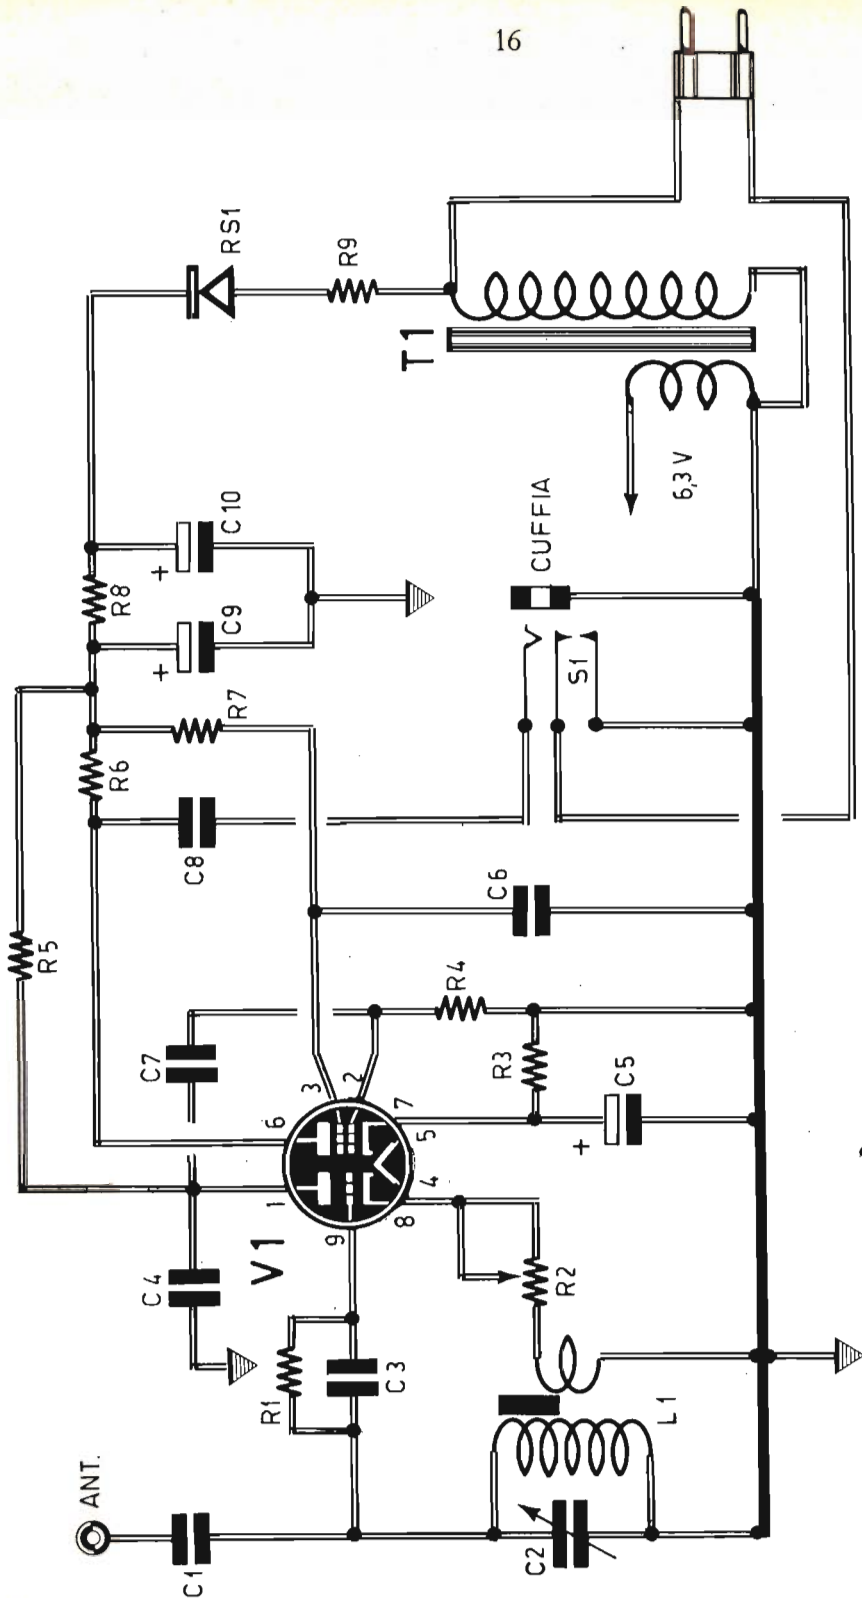 16
ANT.
C1
C2
L1
R1
C3
C4
V1
R2
1
6
9
3
2
8
4
5
7
C7
R5
R3
R4
C5
+
C6
C8
R6
R7
R8
C9
+
C10
+
S1
CUFFIA
6,3 V
T1
R9
RS1